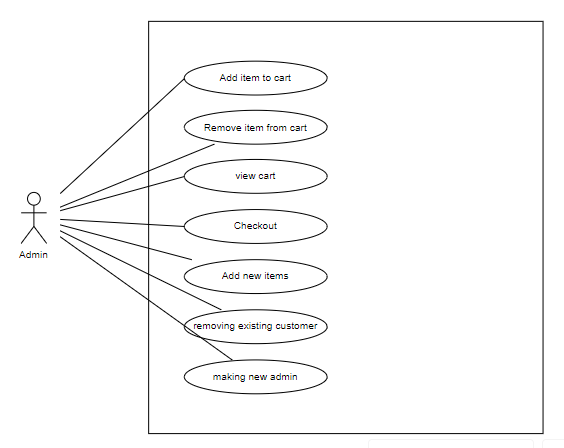 Add item to cart
Remove item from cart
view cart
Checkout
Admin
Add new items
removing existing customer
making new admin